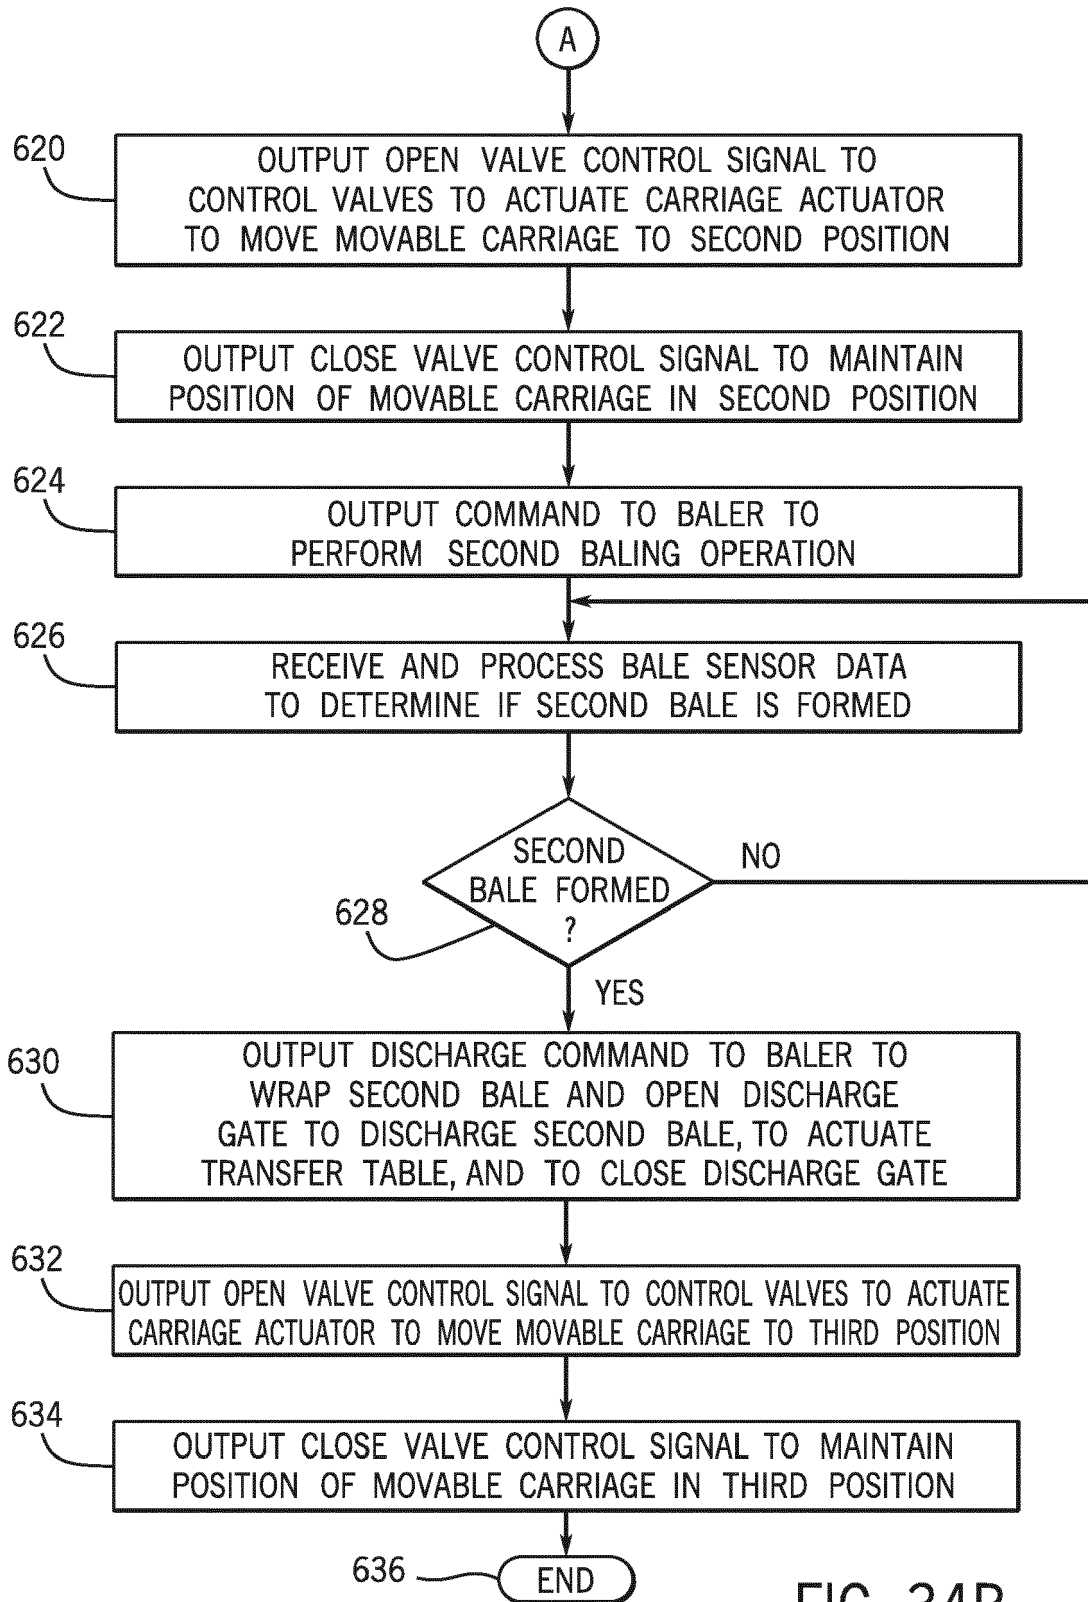 A
620
OUTPUT OPEN VALVE CONTROL SIGNAL TO
CONTROL VALVES TO ACTUATE CARRIAGE ACTUATOR
TO MOVE MOVABLE CARRIAGE TO SECOND POSITION
622
OUTPUT CLOSE VALVE CONTROL SIGNAL TO MAINTAIN
POSITION OF MOVABLE CARRIAGE IN SECOND POSITION
624
OUTPUT COMMAND TO BALER TO
PERFORM SECOND BALING OPERATION
626
RECEIVE AND PROCESS BALE SENSOR DATA
TO DETERMINE IF SECOND BALE IS FORMED
SECOND
BALE FORMED
?
NO
628
YES
630
OUTPUT DISCHARGE COMMAND TO BALER TO
WRAP SECOND BALE AND OPEN DISCHARGE
GATE TO DISCHARGE SECOND BALE, TO ACTUATE
TRANSFER TABLE, AND TO CLOSE DISCHARGE GATE
632
OUTPUT OPEN VALVE CONTROL SIGNAL TO CONTROL VALVES TO ACTUATE
CARRIAGE ACTUATOR TO MOVE MOVABLE CARRIAGE TO THIRD POSITION
634
OUTPUT CLOSE VALVE CONTROL SIGNAL TO MAINTAIN
POSITION OF MOVABLE CARRIAGE IN THIRD POSITION
636
END
FIG. 34B